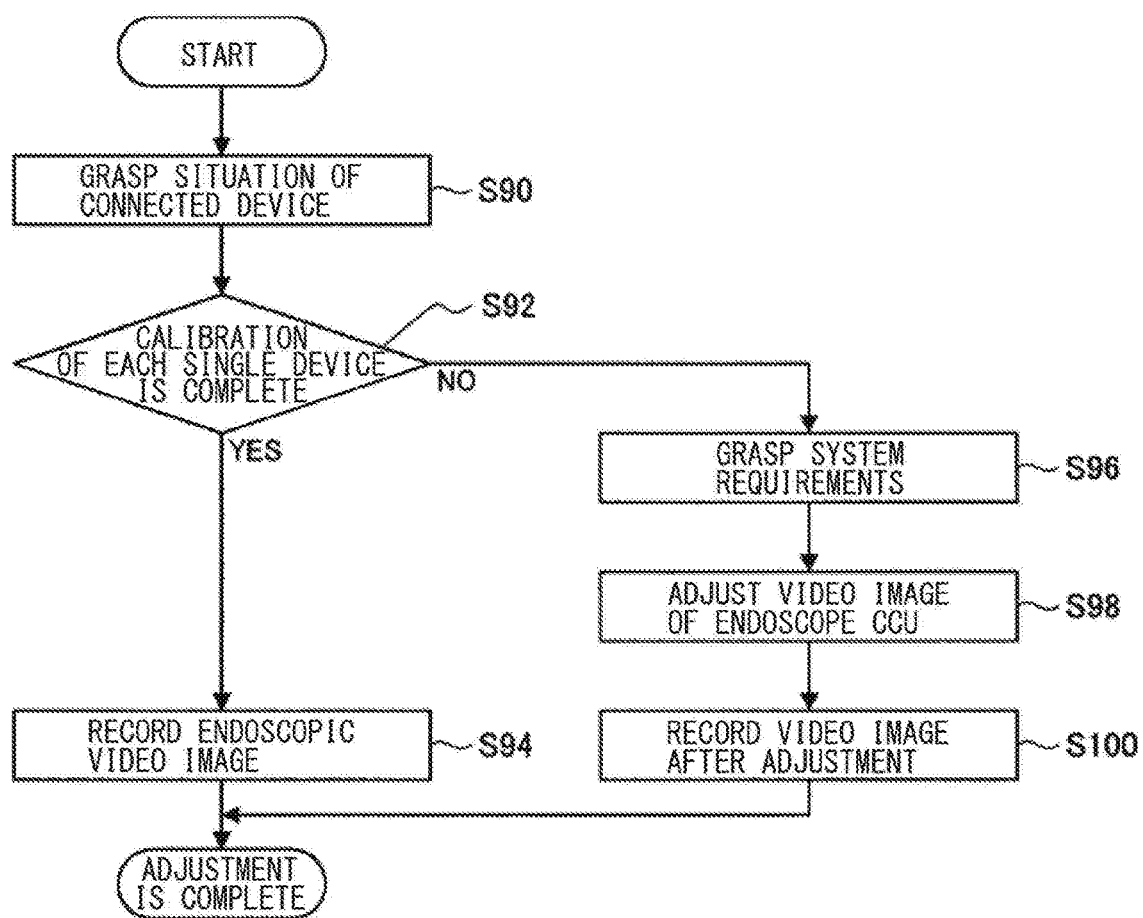 START
GRASP SITUATION OF
CONNECTED DEVICE
S90
S92
CALIBRATION
OF EACH SINGLE DEVICE
IS COMPLETE
NO
YES
GRASP SYSTEM
REQUIREMENTS
S96
ADJUST VIDEO IMAGE
OF ENDOSCOPE CCU
S98
RECORD ENDOSCOPIC
VIDEO IMAGE
S94
RECORD VIDEO IMAGE
AFTER ADJUSTMENT
S100
ADJUSTMENT
IS COMPLETE